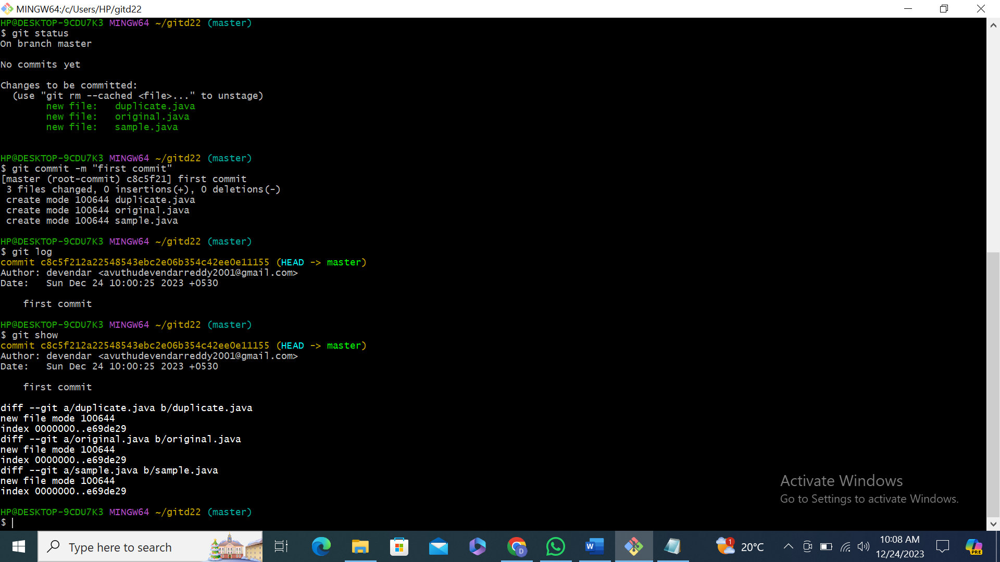 MINGW64:/c/Users/HP/gitd22
HP@DESKTOP-9CDU7K3 MINGW64 ~/gitd22 (master)
$ git status
On branch master
No commits yet
Changes to be committed:
  (use "git rm --cached <file>..." to unstage)
        new file:   duplicate.java
        new file:   original.java
        new file:   sample.java
HP@DESKTOP-9CDU7K3 MINGW64 ~/gitd22 (master)
$ git commit -m "first commit"
[master (root-commit) c8c5f21] first commit
 3 files changed, 0 insertions(+), 0 deletions(-)
 create mode 100644 duplicate.java
 create mode 100644 original.java
 create mode 100644 sample.java
HP@DESKTOP-9CDU7K3 MINGW64 ~/gitd22 (master)
$ git log
commit c8c5f212a22548543ebc2e06b354c42ee0e11155 (HEAD -> master)
Author: devendar <avuthudevendarreddy2001@gmail.com>
Date:   Sun Dec 24 10:00:25 2023 +0530
    first commit
HP@DESKTOP-9CDU7K3 MINGW64 ~/gitd22 (master)
$ git show
commit c8c5f212a22548543ebc2e06b354c42ee0e11155 (HEAD -> master)
Author: devendar <avuthudevendarreddy2001@gmail.com>
Date:   Sun Dec 24 10:00:25 2023 +0530
    first commit
diff --git a/duplicate.java b/duplicate.java
new file mode 100644
index 0000000..e69de29
diff --git a/original.java b/original.java
new file mode 100644
index 0000000..e69de29
diff --git a/sample.java b/sample.java
new file mode 100644
index 0000000..e69de29
HP@DESKTOP-9CDU7K3 MINGW64 ~/gitd22 (master)
$
Activate Windows
Go to Settings to activate Windows.
Type here to search
W
D
1
20°C
10:08 AM
12/24/2023
PRE